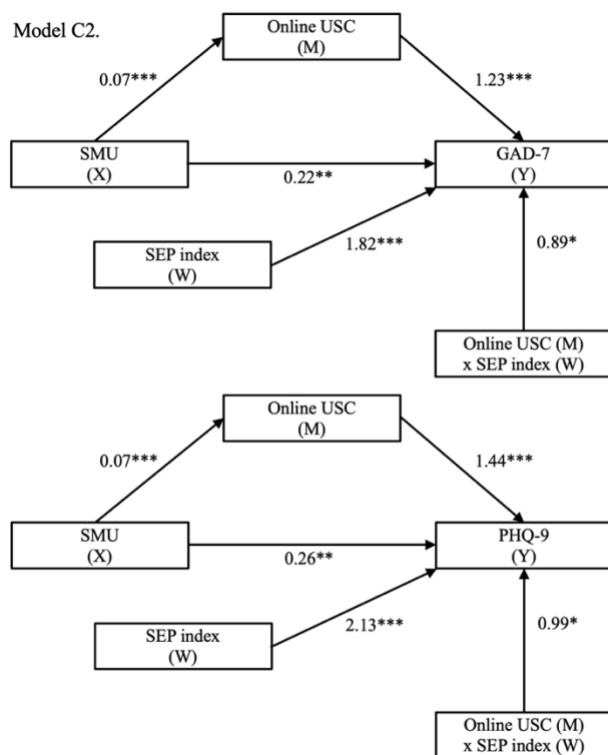 Model C2.
Online USC
(M)
0.07***
1.23***
SMU
(X)
0.22**
GAD-7
(Y)
SEP index
(W)
1.82***
0.89*
Online USC (M)
x SEP index (W)
Online USC
(M)
0.07***
1.44***
SMU
(X)
0.26**
PHQ-9
(Y)
SEP index
(W)
2.13***
0.99*
Online USC (M)
x SEP index (W)